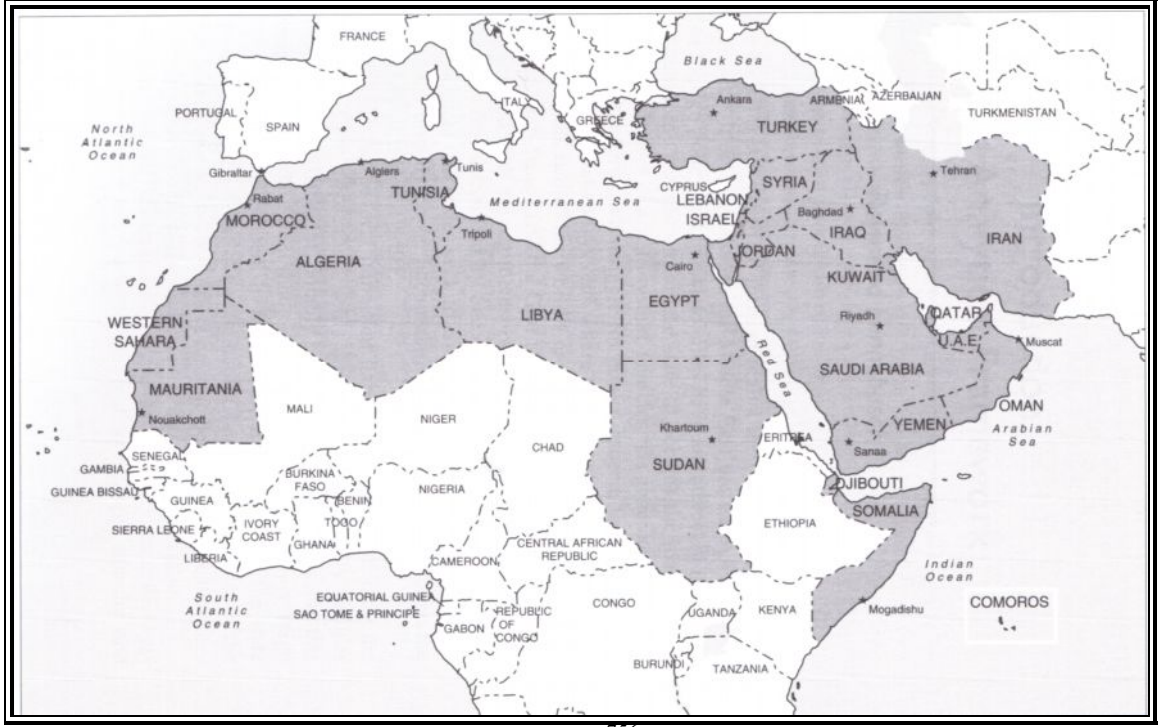 FRANCE
Black Sea
ITALY
PORTUGAL
SPAIN
GREECE
Ankara
ARMENIA
AZERBAIJAN
TURKMENISTAN
TURKEY
North
Atlantic
Ocean
Gibraltar
Algiers
Tunis
Tehran
Rabat
TUNISIA
CYPRUS
SYRIA
LEBANON
Mediterranean Sea
MOROCCO
ISRAEL
Baghdad
Tripoli
IRAQ
IRAN
ALGERIA
JORDAN
Cairo
KUWAIT
EGYPT
LIBYA
WESTERN
SAHARA
Riyadh
QATAR
U.A.E.
Muscat
Red Sea
SAUDI ARABIA
MAURITANIA
Nouakchott
MALI
NIGER
CHAD
Khartoum
SUDAN
ERITREA
YEMEN
Sanaa
OMAN
Arabian
Sea
SENEGAL
GAMBIA
GUINEA BISSAU
GUINEA
BURKINA
FASO
BENIN
NIGERIA
DJIBOUTI
SOMALIA
SIERRA LEONE
IVORY
COAST
TOGO
GHANA
LIBERIA
CENTRAL AFRICAN
REPUBLIC
CAMEROON
ETHIOPIA
Indian
Ocean
South
Atlantic
Ocean
EQUATORIAL GUINEA
SAO TOME & PRINCIPE
GABON
REPUBLIC
OF
CONGO
CONGO
UGANDA
KENYA
Mogadishu
COMOROS
BURUNDI
TANZANIA